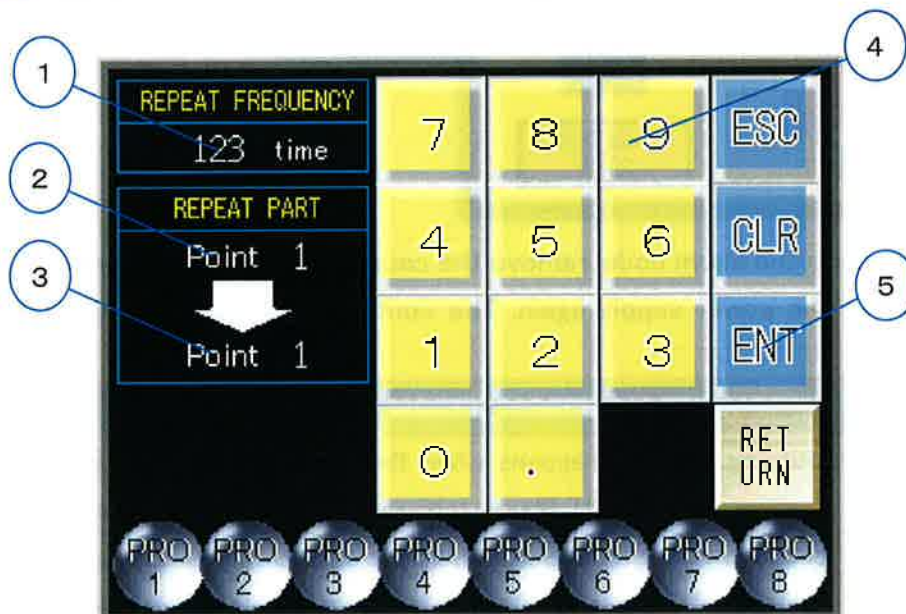 1
4
REPEAT FREQUENCY
123 time
2
REPEAT PART
Point 1
3
Point 1
7 8 9 ESC
4 5 6 CLR
5
1 2 3 ENT
0 .
RET
URN
PRO
1
PRO
2
PRO
3
PRO
4
PRO
5
PRO
6
PRO
7
PRO
8